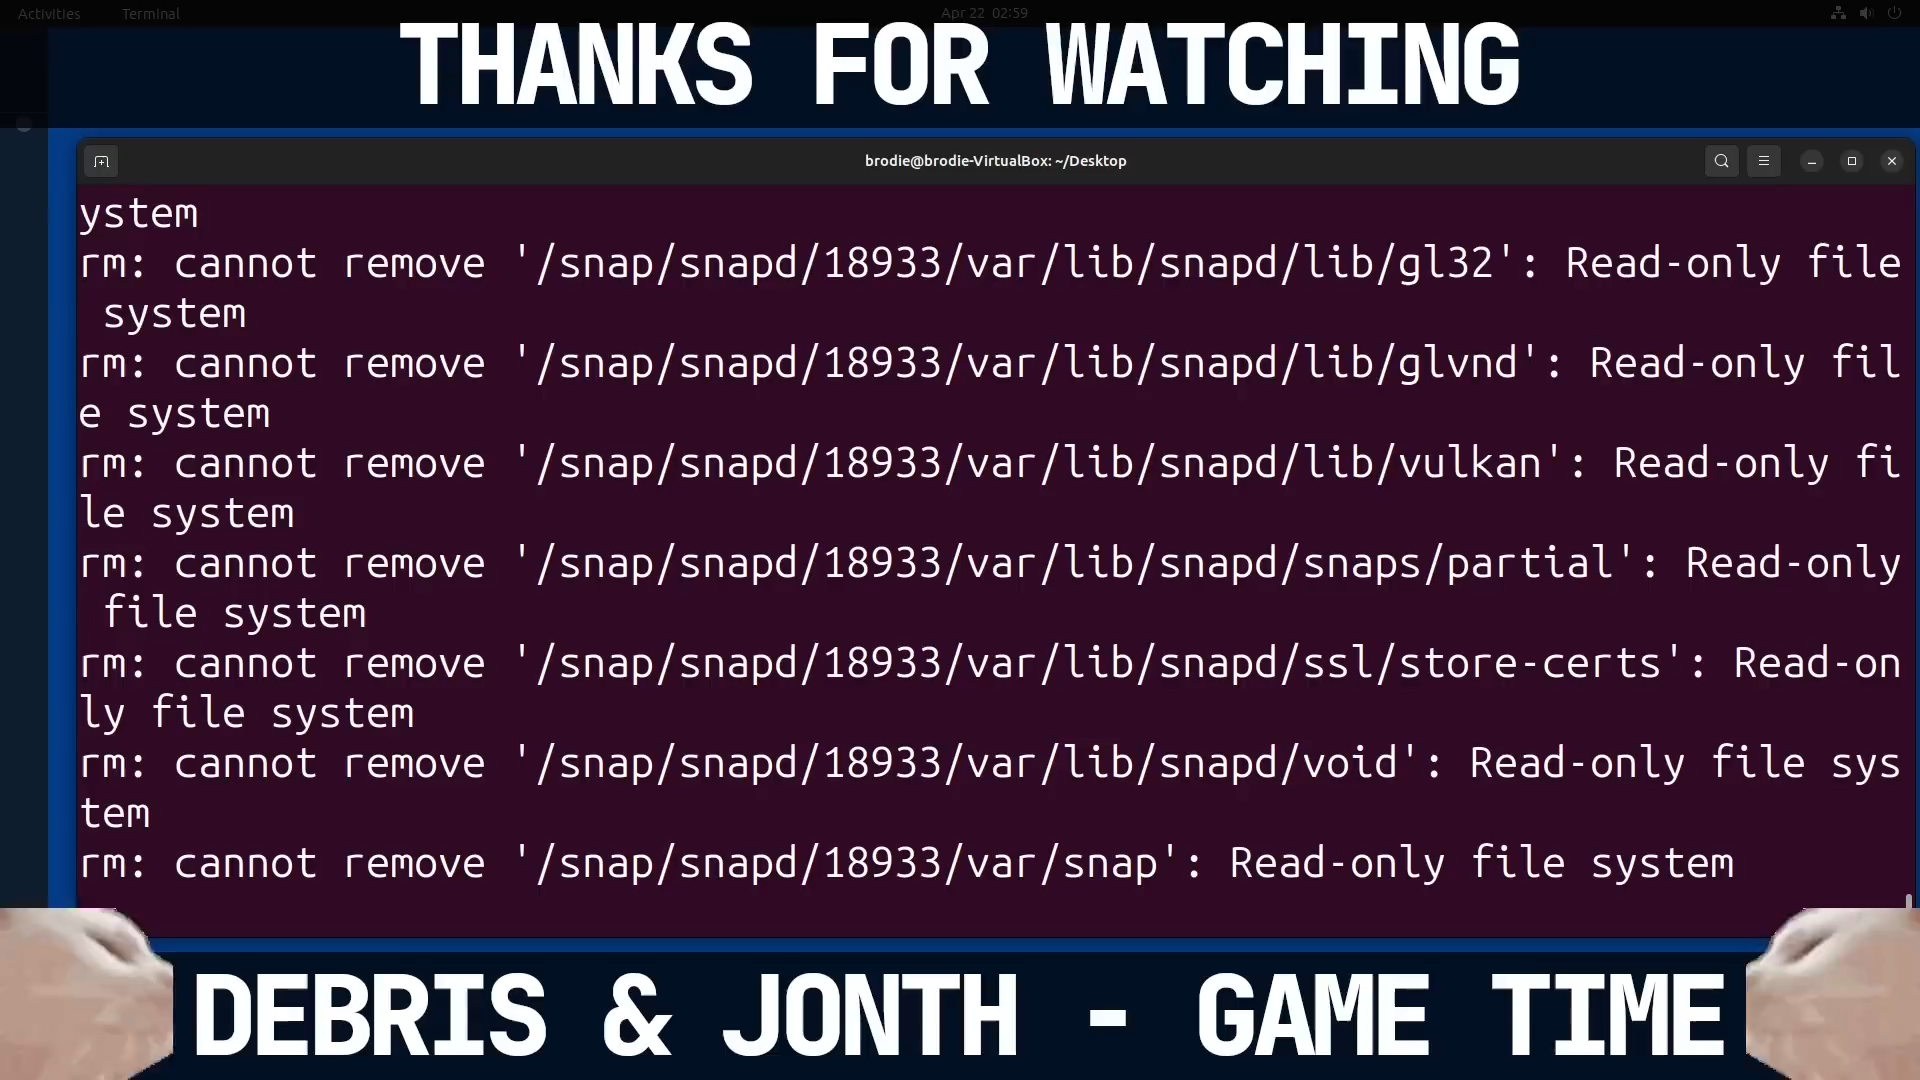 Activities Terminal Apr 22 02:59
THANKS FOR WATCHING
brodie@brodie-VirtualBox: ~/Desktop
ystem
rm: cannot remove '/snap/snapd/18933/var/lib/snapd/lib/gl32': Read-only file
 system
rm: cannot remove '/snap/snapd/18933/var/lib/snapd/lib/glvnd': Read-only fil
e system
rm: cannot remove '/snap/snapd/18933/var/lib/snapd/lib/vulkan': Read-only fi
le system
rm: cannot remove '/snap/snapd/18933/var/lib/snapd/snaps/partial': Read-only
 file system
rm: cannot remove '/snap/snapd/18933/var/lib/snapd/ssl/store-certs': Read-on
ly file system
rm: cannot remove '/snap/snapd/18933/var/lib/snapd/void': Read-only file sys
tem
rm: cannot remove '/snap/snapd/18933/var/snap': Read-only file system
DEBRIS & JONTH - GAME TIME